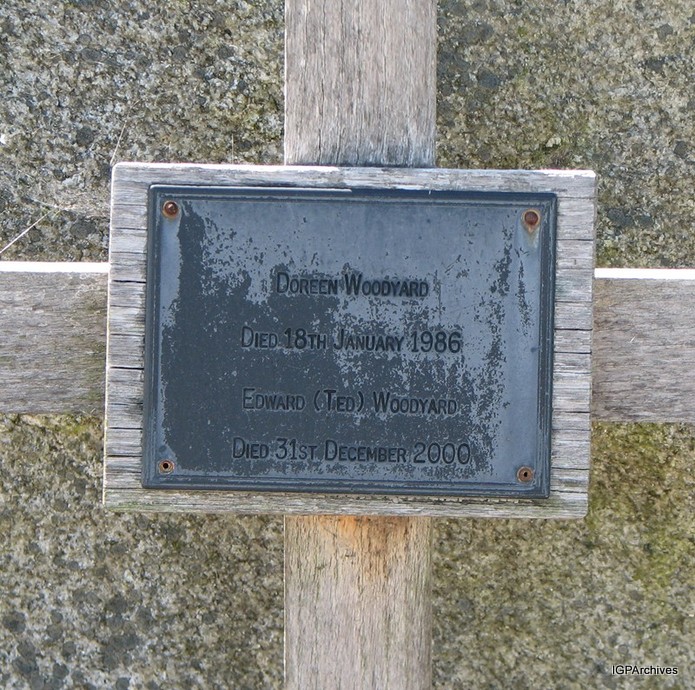 Doreen Woodyard
Died 18th January 1986
Edward (Ted) Woodyard
Died 31st December 2000
IGPArchives